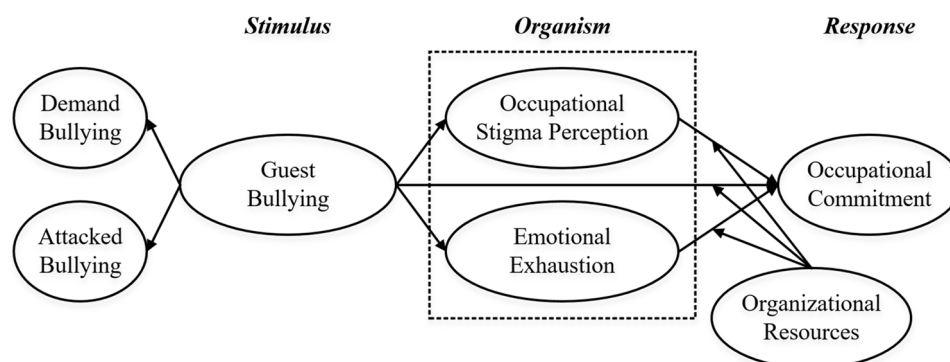 Stimulus
Organism
Response
Demand
Bullying
Occupational
Stigma Perception
Guest
Bullying
Occupational
Commitment
Attacked
Bullying
Emotional
Exhaustion
Organizational
Resources